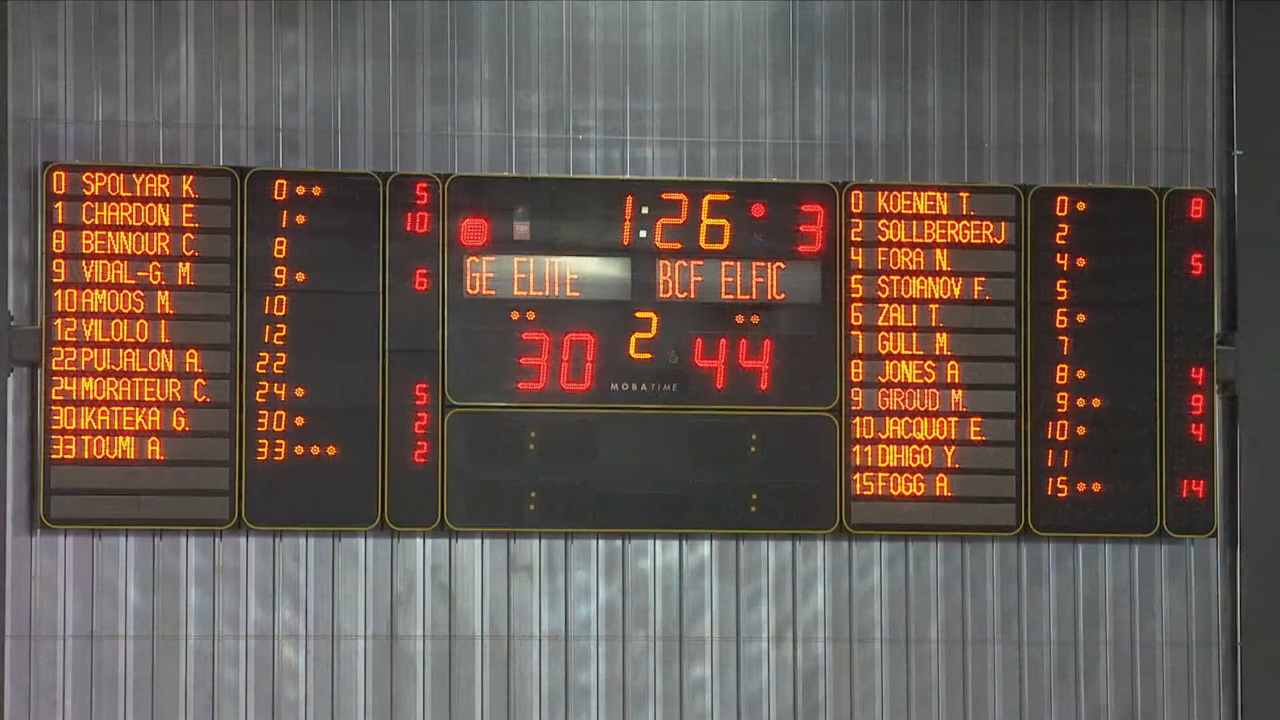 0 SPOLYAR K. 0 5
1 CHARDON E. 1 10
8 BENNOUR C. 8
9 VIDAL-G. M. 9 6
10 AMOOS M. 10
12 VILOLO I. 12
22 PUIJALON A. 22
24 MORATEUR C. 24 5
30 IKATEKA G. 30 2
33 TOUMI A. 33 2
1:26 3
GE ELITE BCF ELFIC
2
30 44
MOBATIME
0 KOENEN T. 0 8
2 SOLLBERGERJ 2
4 FORA N. 4 5
5 STOIANOV F. 5
6 ZALI T. 6
7 GULL M. 7
8 JONES A 8 4
9 GIROUD M. 9 9
10 JACQUOT E. 10 4
11 DIHIGO Y. 11
15 FOGG A. 15 14